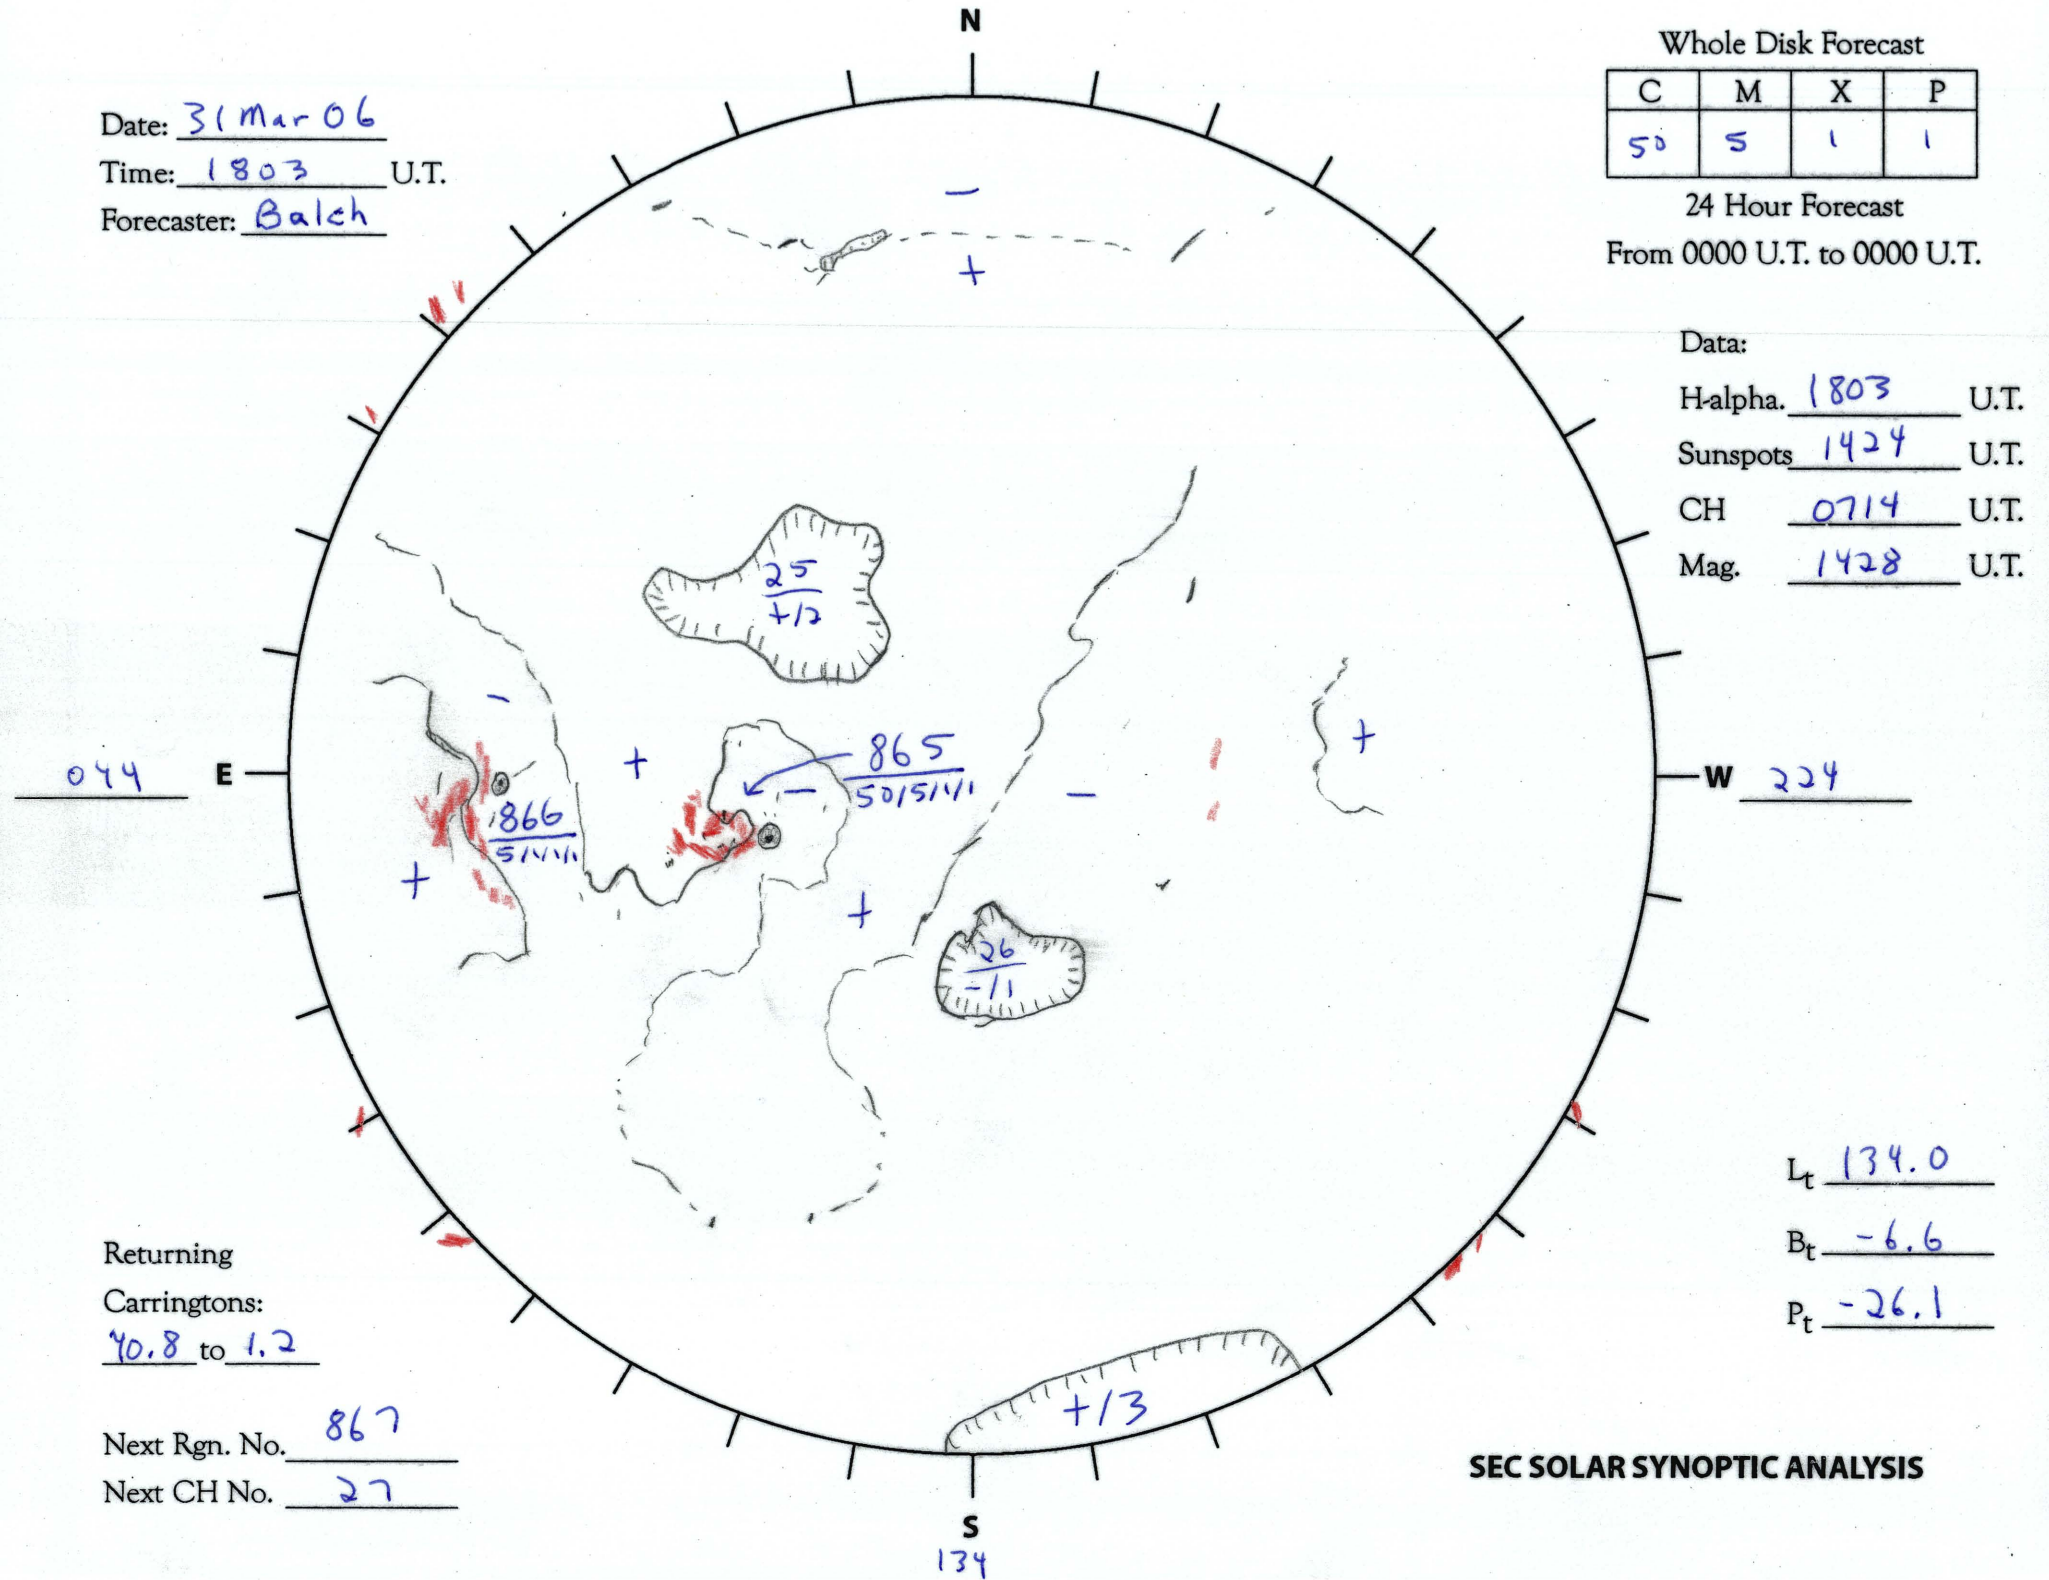 N
Whole Disk Forecast
C M X P
50 5 1 1
24 Hour Forecast
From 0000 U.T. to 0000 U.T.
Date: 31 Mar 06
Time: 1803 U.T.
Forecaster: Balch
−
+
Data:
H-alpha. 1803 U.T.
Sunspots 1424 U.T.
CH 0714 U.T.
Mag. 1428 U.T.
25
+/2
−
+
865
50/5/1/1
−
−
+
044 E
W 224
866
5/1/1/1
+
+
26
-/1
Lt 134.0
Bt -6.6
Pt -26.1
Returning
Carringtons:
40.8 to 1.2
+/3
Next Rgn. No. 867
Next CH No. 27
SEC SOLAR SYNOPTIC ANALYSIS
S
134